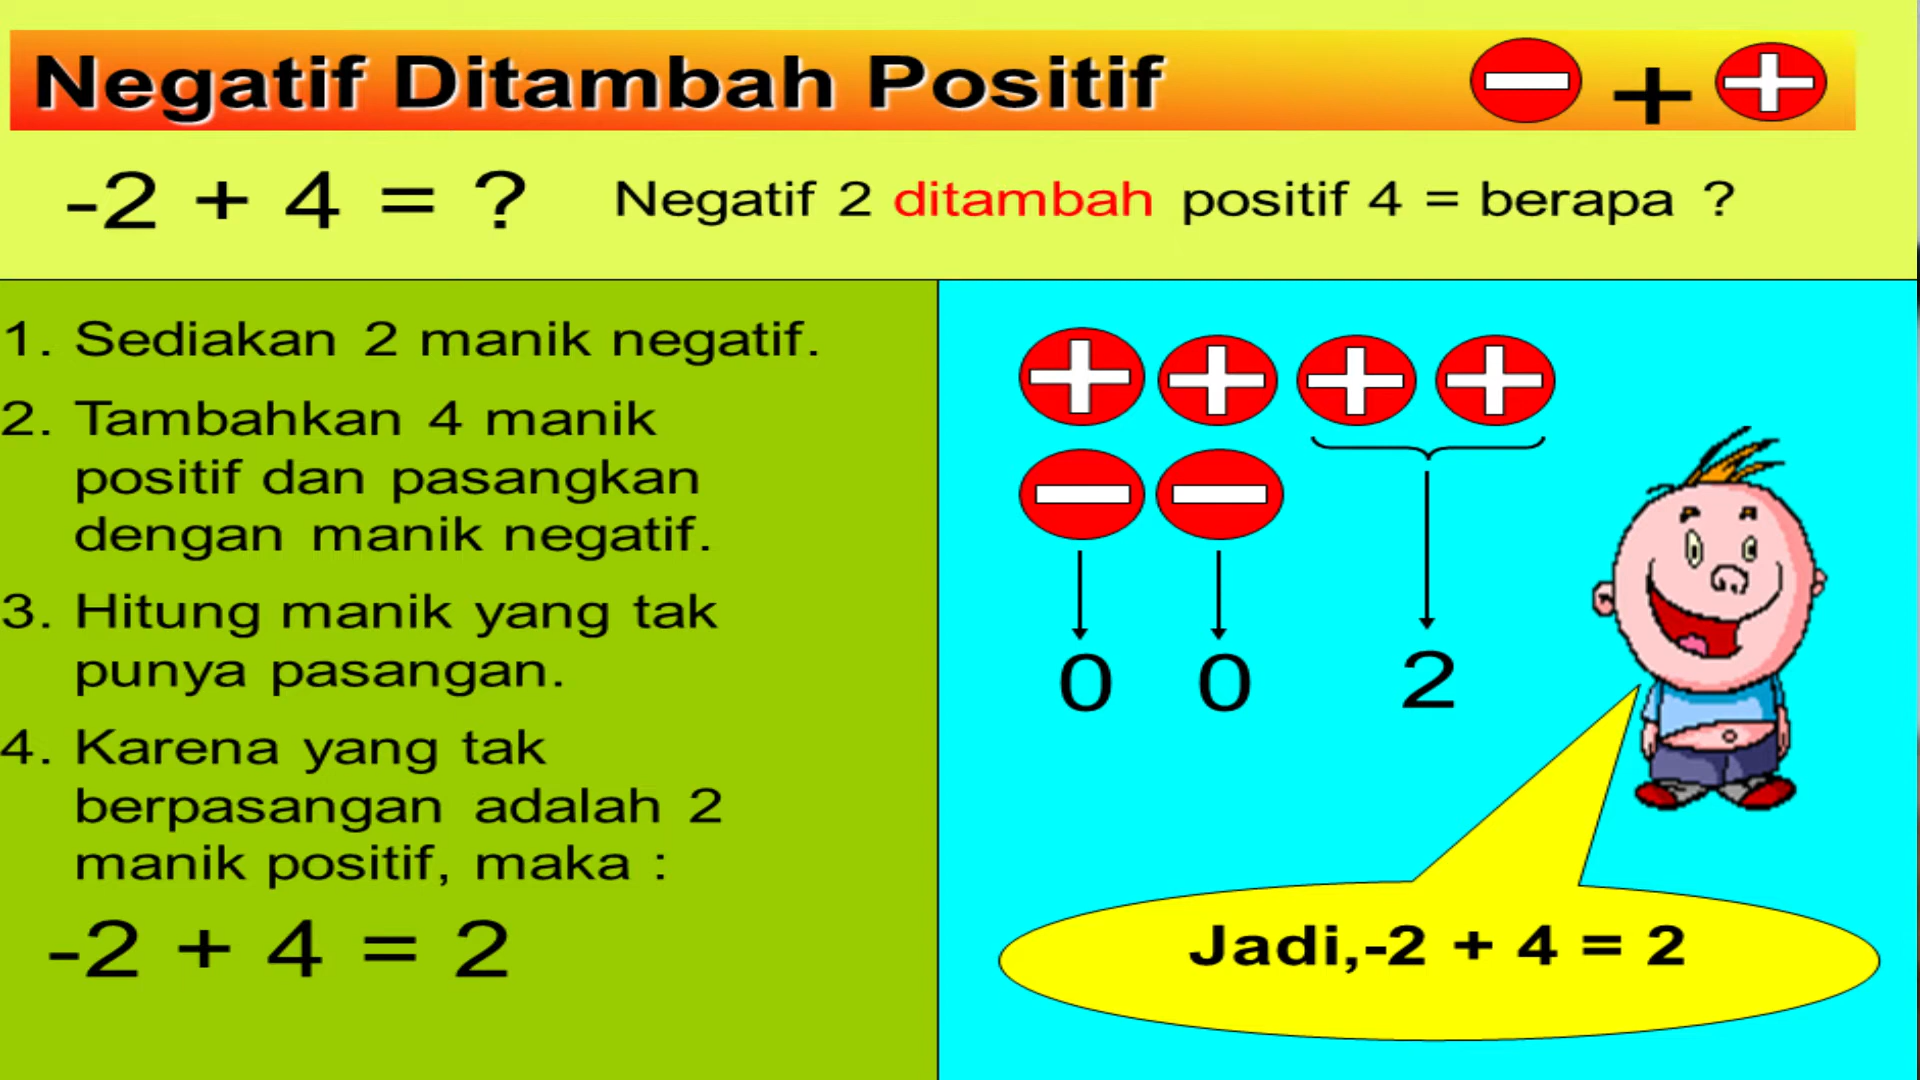 Negatif Ditambah Positif
+
-2 + 4 = ?
Negatif 2 ditambah positif 4 = berapa ?
1. Sediakan 2 manik negatif.
2. Tambahkan 4 manik
positif dan pasangkan
dengan manik negatif.
3. Hitung manik yang tak
punya pasangan.
4. Karena yang tak
berpasangan adalah 2
manik positif, maka :
-2 + 4 = 2
0 0 2
Jadi,-2 + 4 = 2